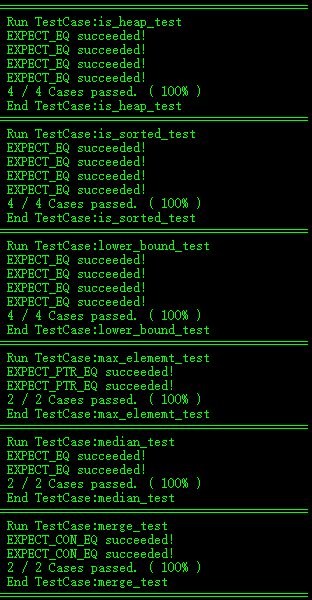 Run TestCase:is_heap_test
EXPECT_EQ succeeded!
EXPECT_EQ succeeded!
EXPECT_EQ succeeded!
EXPECT_EQ succeeded!
4 / 4 Cases passed. ( 100% )
End TestCase:is_heap_test
Run TestCase:is_sorted_test
EXPECT_EQ succeeded!
EXPECT_EQ succeeded!
EXPECT_EQ succeeded!
EXPECT_EQ succeeded!
4 / 4 Cases passed. ( 100% )
End TestCase:is_sorted_test
Run TestCase:lower_bound_test
EXPECT_EQ succeeded!
EXPECT_EQ succeeded!
EXPECT_EQ succeeded!
EXPECT_EQ succeeded!
4 / 4 Cases passed. ( 100% )
End TestCase:lower_bound_test
Run TestCase:max_elememt_test
EXPECT_PTR_EQ succeeded!
EXPECT_PTR_EQ succeeded!
2 / 2 Cases passed. ( 100% )
End TestCase:max_elememt_test
Run TestCase:median_test
EXPECT_EQ succeeded!
EXPECT_EQ succeeded!
2 / 2 Cases passed. ( 100% )
End TestCase:median_test
Run TestCase:merge_test
EXPECT_CON_EQ succeeded!
EXPECT_CON_EQ succeeded!
2 / 2 Cases passed. ( 100% )
End TestCase:merge_test